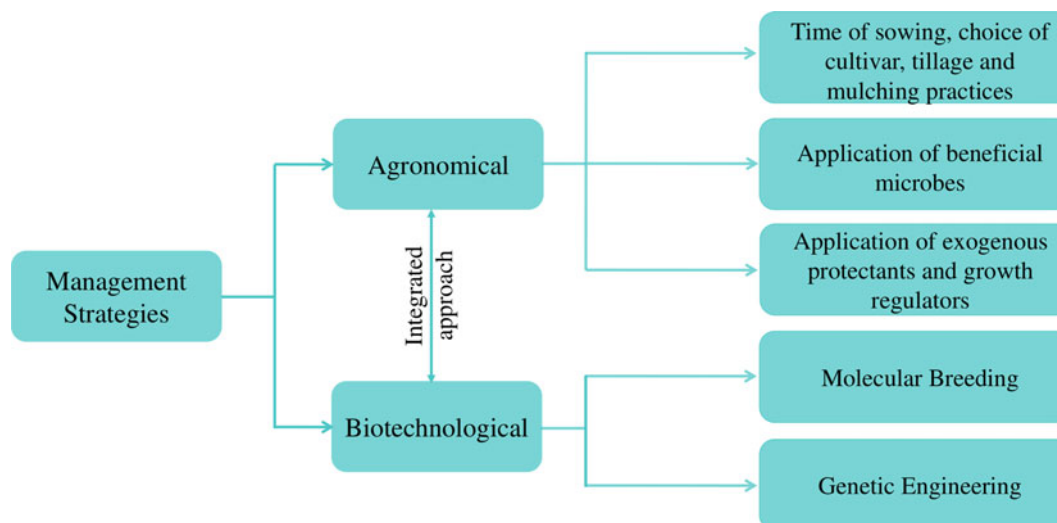 Management
Strategies
Agronomical
Integrated
approach
Biotechnological
Time of sowing, choice of
cultivar, tillage and
mulching practices
Application of beneficial
microbes
Application of exogenous
protectants and growth
regulators
Molecular Breeding
Genetic Engineering